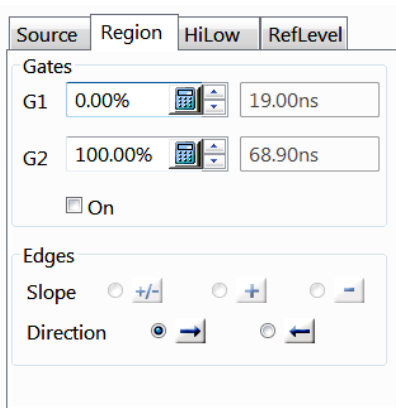 Source Region HiLow RefLevel
Gates
G1 0.00% 19.00ns
G2 100.00% 68.90ns
On
Edges
Slope +/- + -
Direction → ←